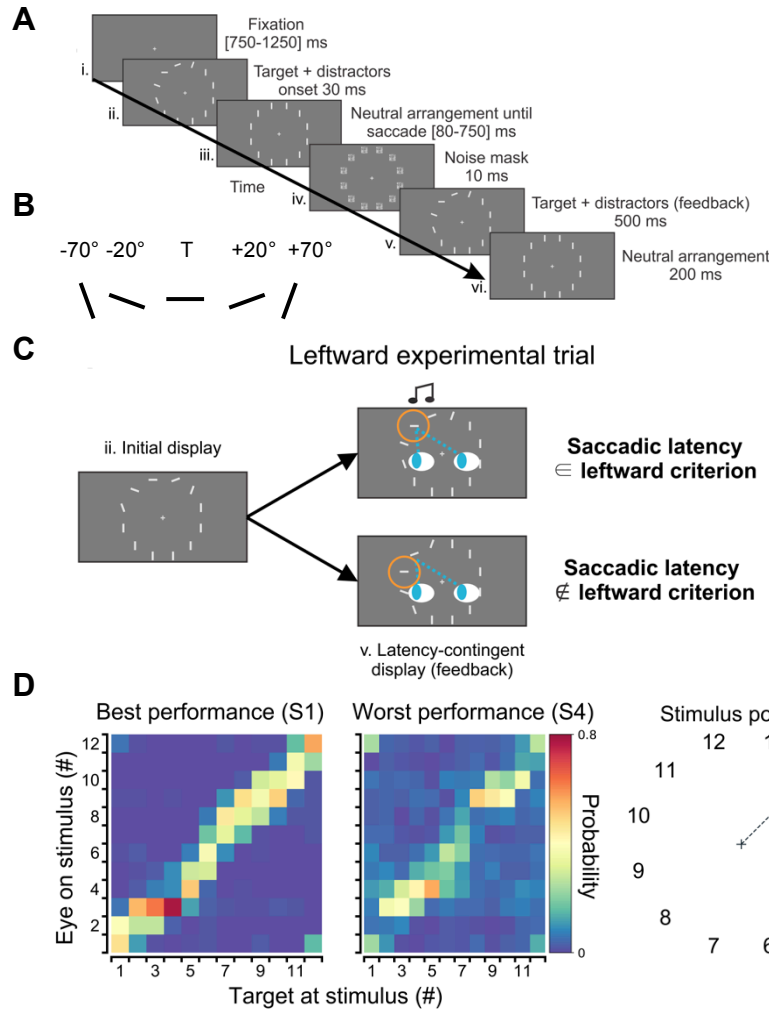 A
Fixation
[750-1250] ms
i.
Target + distractors
onset 30 ms
ii.
Neutral arrangement until
saccade [80-750] ms
iii.
Noise mask
10 ms
Time
iv.
Target + distractors (feedback)
500 ms
v.
Neutral arrangement
200 ms
vi.
B
-70° -20° T +20° +70°
C
Leftward experimental trial
ii. Initial display
Saccadic latency
∈ leftward criterion
Saccadic latency
∉ leftward criterion
v. Latency-contingent
display (feedback)
D
Best performance (S1)
Worst performance (S4)
Stimulus po
Eye on stimulus (#)
12
10
8
6
4
2
1 3 5 7 9 11
1 3 5 7 9 11
Target at stimulus (#)
0.8
Probability
0
12 1
11
10
9
8
7 6